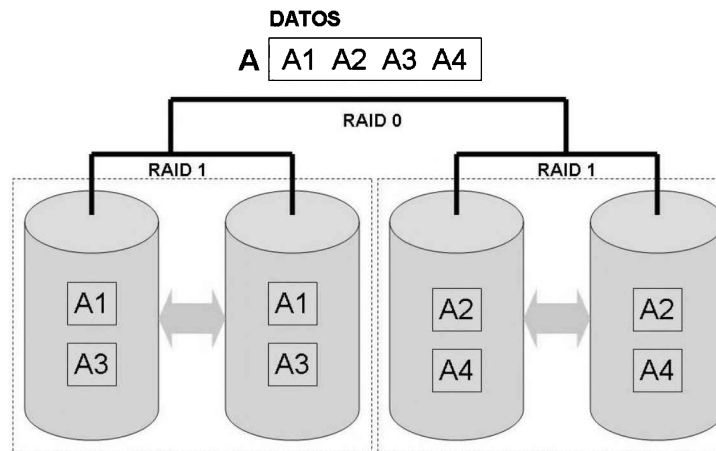 DATOS
A A1 A2 A3 A4
RAID 0
RAID 1 RAID 1
A1 A1 A2 A2
A3 A3 A4 A4